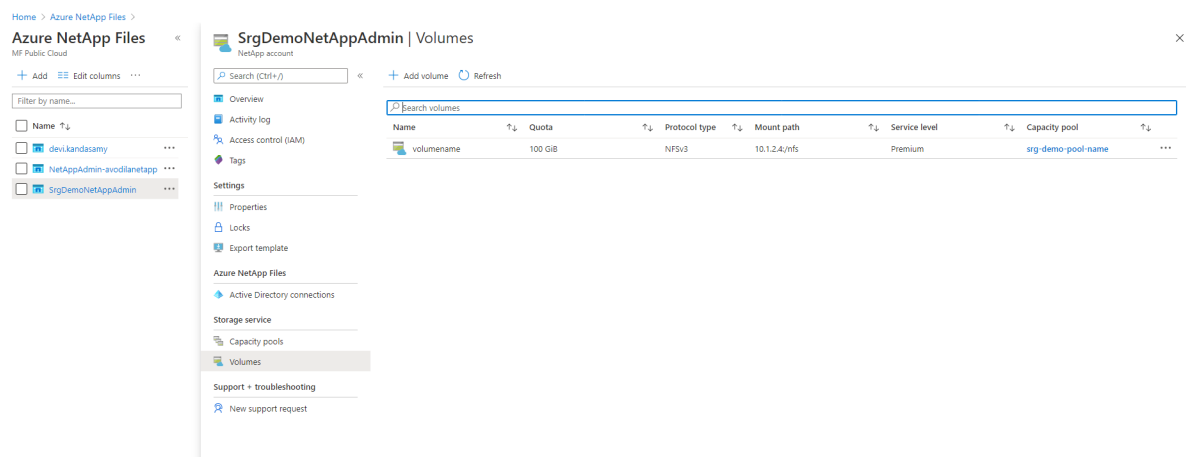 Home > Azure NetApp Files >
Azure NetApp Files «
MF Public Cloud
+ Add Edit columns ...
Filter by name...
Name ↑↓
devi.kandasamy ...
NetAppAdmin-avodilanetapp ...
SrgDemoNetAppAdmin ...
SrgDemoNetAppAdmin | Volumes
NetApp account
Search (Ctrl+/) «
Overview
Activity log
Access control (IAM)
Tags
Settings
Properties
Locks
Export template
Azure NetApp Files
Active Directory connections
Storage service
Capacity pools
Volumes
Support + troubleshooting
New support request
+ Add volume Refresh
Search volumes
Name ↑↓ Quota ↑↓ Protocol type ↑↓ Mount path ↑↓ Service level ↑↓ Capacity pool ↑↓
volumename 100 GiB NFSv3 10.1.2.4:/nfs Premium srg-demo-pool-name ...